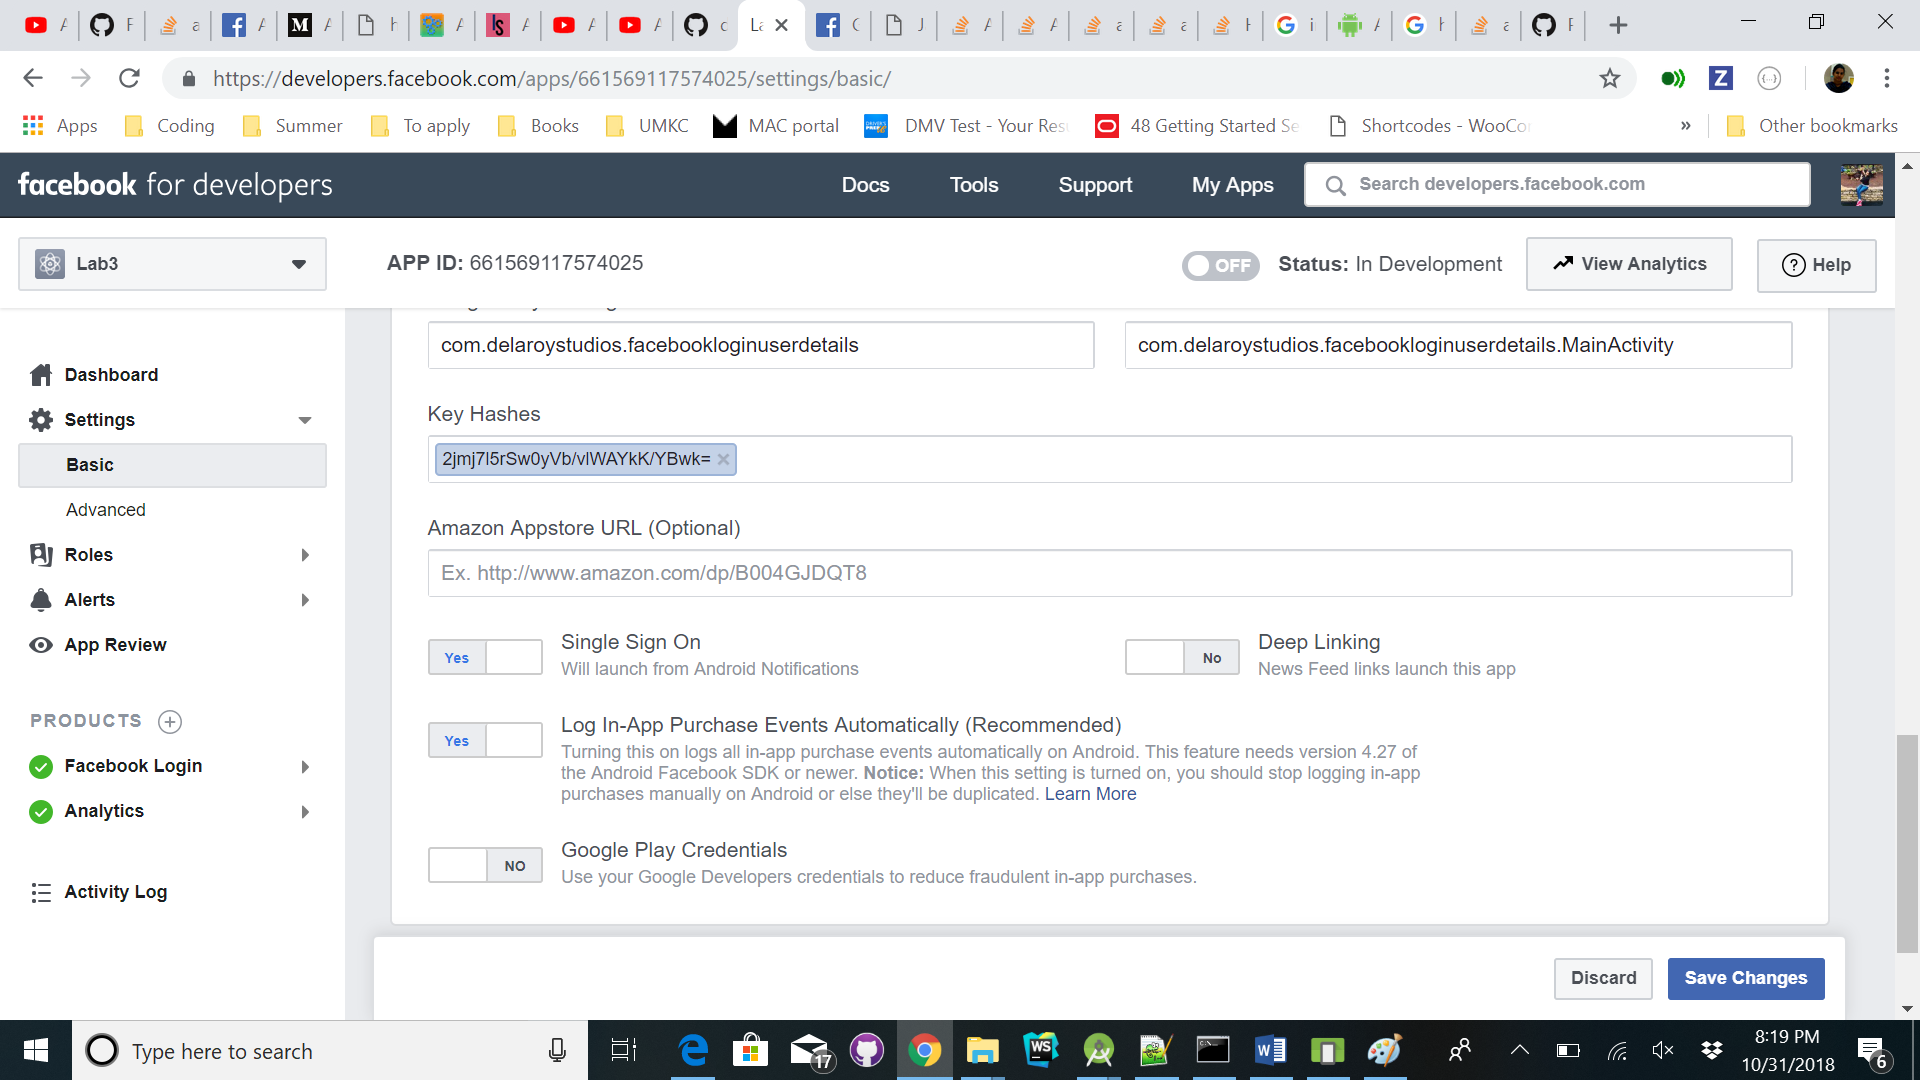 https://developers.facebook.com/apps/661569117574025/settings/basic/
Apps Coding Summer To apply Books UMKC MAC portal DMV Test - Your Res 48 Getting Started Se Shortcodes - WooCo » Other bookmarks
facebook for developers Docs Tools Support My Apps Search developers.facebook.com
Lab3 APP ID: 661569117574025 OFF Status: In Development View Analytics Help
com.delaroystudios.facebookloginuserdetails com.delaroystudios.facebookloginuserdetails.MainActivity
Dashboard
Settings
Basic
Advanced
Roles
Alerts
App Review
PRODUCTS
Facebook Login
Analytics
Activity Log
Key Hashes
2jmj7l5rSw0yVb/vlWAYkK/YBwk=
Amazon Appstore URL (Optional)
Ex. http://www.amazon.com/dp/B004GJDQT8
Yes Single Sign On
Will launch from Android Notifications
No Deep Linking
News Feed links launch this app
Yes Log In-App Purchase Events Automatically (Recommended)
Turning this on logs all in-app purchase events automatically on Android. This feature needs version 4.27 of
the Android Facebook SDK or newer. Notice: When this setting is turned on, you should stop logging in-app
purchases manually on Android or else they'll be duplicated. Learn More
NO Google Play Credentials
Use your Google Developers credentials to reduce fraudulent in-app purchases.
Discard Save Changes
Type here to search 17 WS 8:19 PM
10/31/2018 6